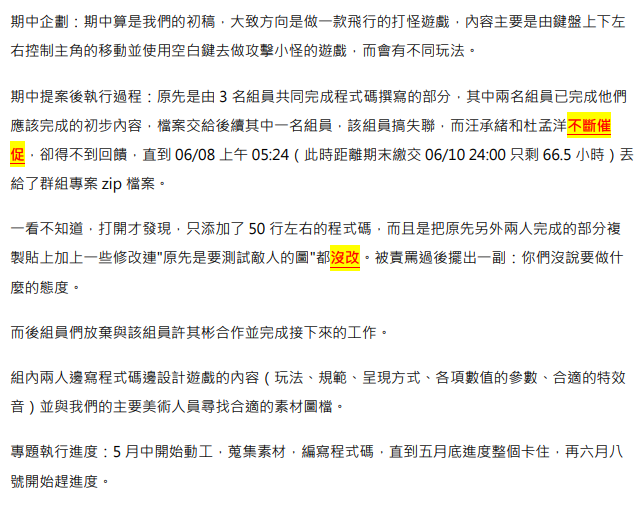 期中企劃：期中算是我們的初稿，大致方向是做一款飛行的打怪遊戲，內容主要是由鍵盤上下左
右控制主角的移動並使用空白鍵去做攻擊小怪的遊戲，而會有不同玩法。
期中提案後執行過程：原先是由 3 名組員共同完成程式碼撰寫的部分，其中兩名組員已完成他們
應該完成的初步內容，檔案交給後續其中一名組員，該組員搞失聯，而汪承緒和杜孟洋不斷催
促，卻得不到回饋，直到 06/08 上午 05:24（此時距離期末繳交 06/10 24:00 只剩 66.5 小時）丟
給了群組專案 zip 檔案。
一看不知道，打開才發現，只添加了 50 行左右的程式碼，而且是把原先另外兩人完成的部分複
製貼上加上一些修改連"原先是要測試敵人的圖"都沒改。被責罵過後擺出一副：你們沒說要做什
麼的態度。
而後組員們放棄與該組員許其彬合作並完成接下來的工作。
組內兩人邊寫程式碼邊設計遊戲的內容（玩法、規範、呈現方式、各項數值的參數、合適的特效
音）並與我們的主要美術人員尋找合適的素材圖檔。
專題執行進度：5 月中開始動工，蒐集素材，編寫程式碼，直到五月底進度整個卡住，再六月八
號開始趕進度。